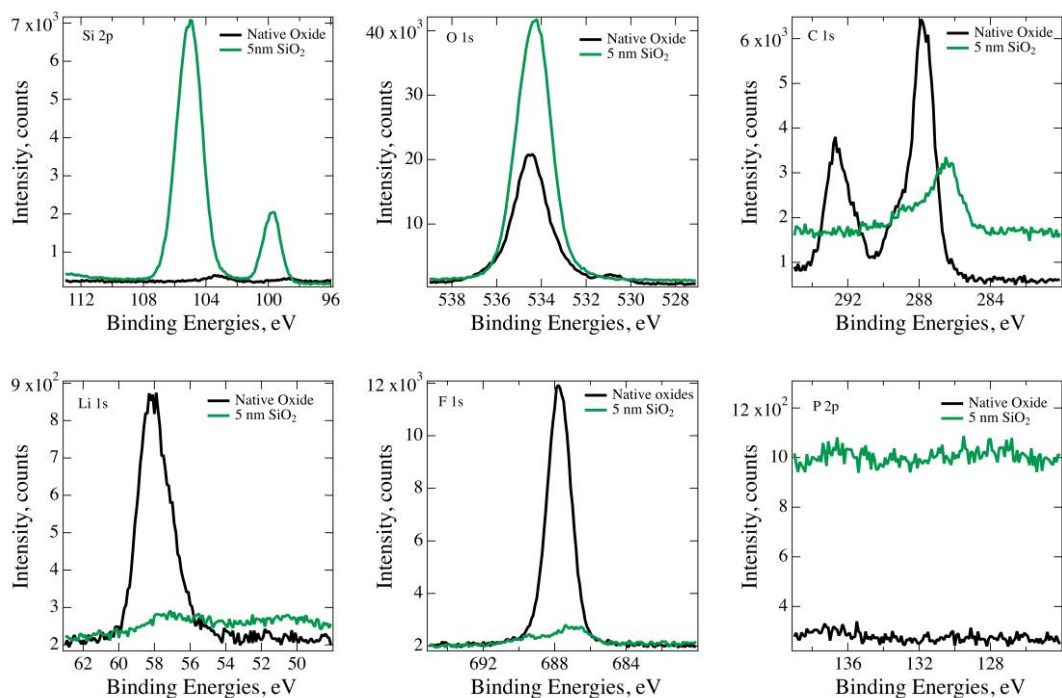 Si 2p
7 x10³
6
5
4
3
2
1
Native Oxide
5nm SiO₂
Intensity, counts
112 108 104 100 96
Binding Energies, eV
O 1s
40 x10³
20
0
Native Oxide
5 nm SiO₂
Intensity, counts
538 534 530
Binding Energies, eV
C 1s
6 x10³
5
4
3
2
1
Native Oxide
5 nm SiO₂
Intensity, counts
292 288 284
Binding Energies, eV
Li 1s
9 x10²
8
7
6
5
4
3
2
Native Oxide
5 nm SiO₂
Intensity, counts
62 60 58 56 54 52 50
Binding Energies, eV
F 1s
12 x10³
10
8
6
4
2
Native oxides
5 nm SiO₂
Intensity, counts
692 688 684
Binding Energies, eV
P 2p
12 x10²
10
8
6
4
Native Oxide
5 nm SiO₂
Intensity, counts
136 132 128
Binding Energies, eV